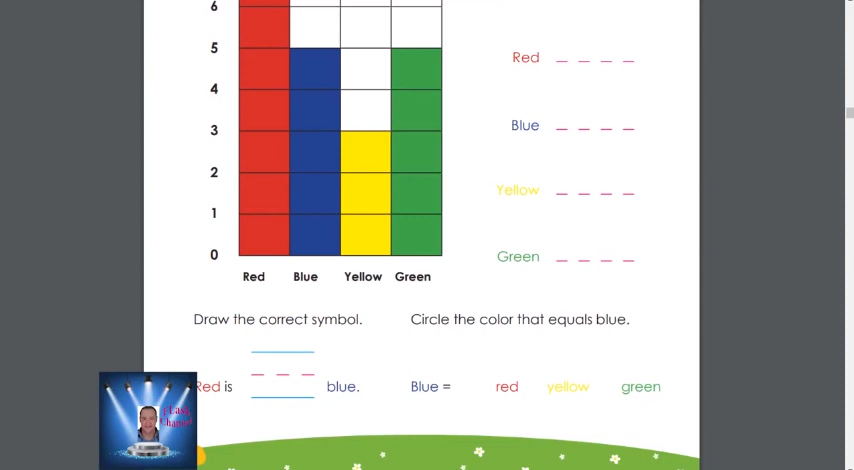 6
5
4
3
2
1
0
Red Blue Yellow Green
Red
Blue
Yellow
Green
Draw the correct symbol.
Circle the color that equals blue.
Red is blue.
Blue = red yellow green